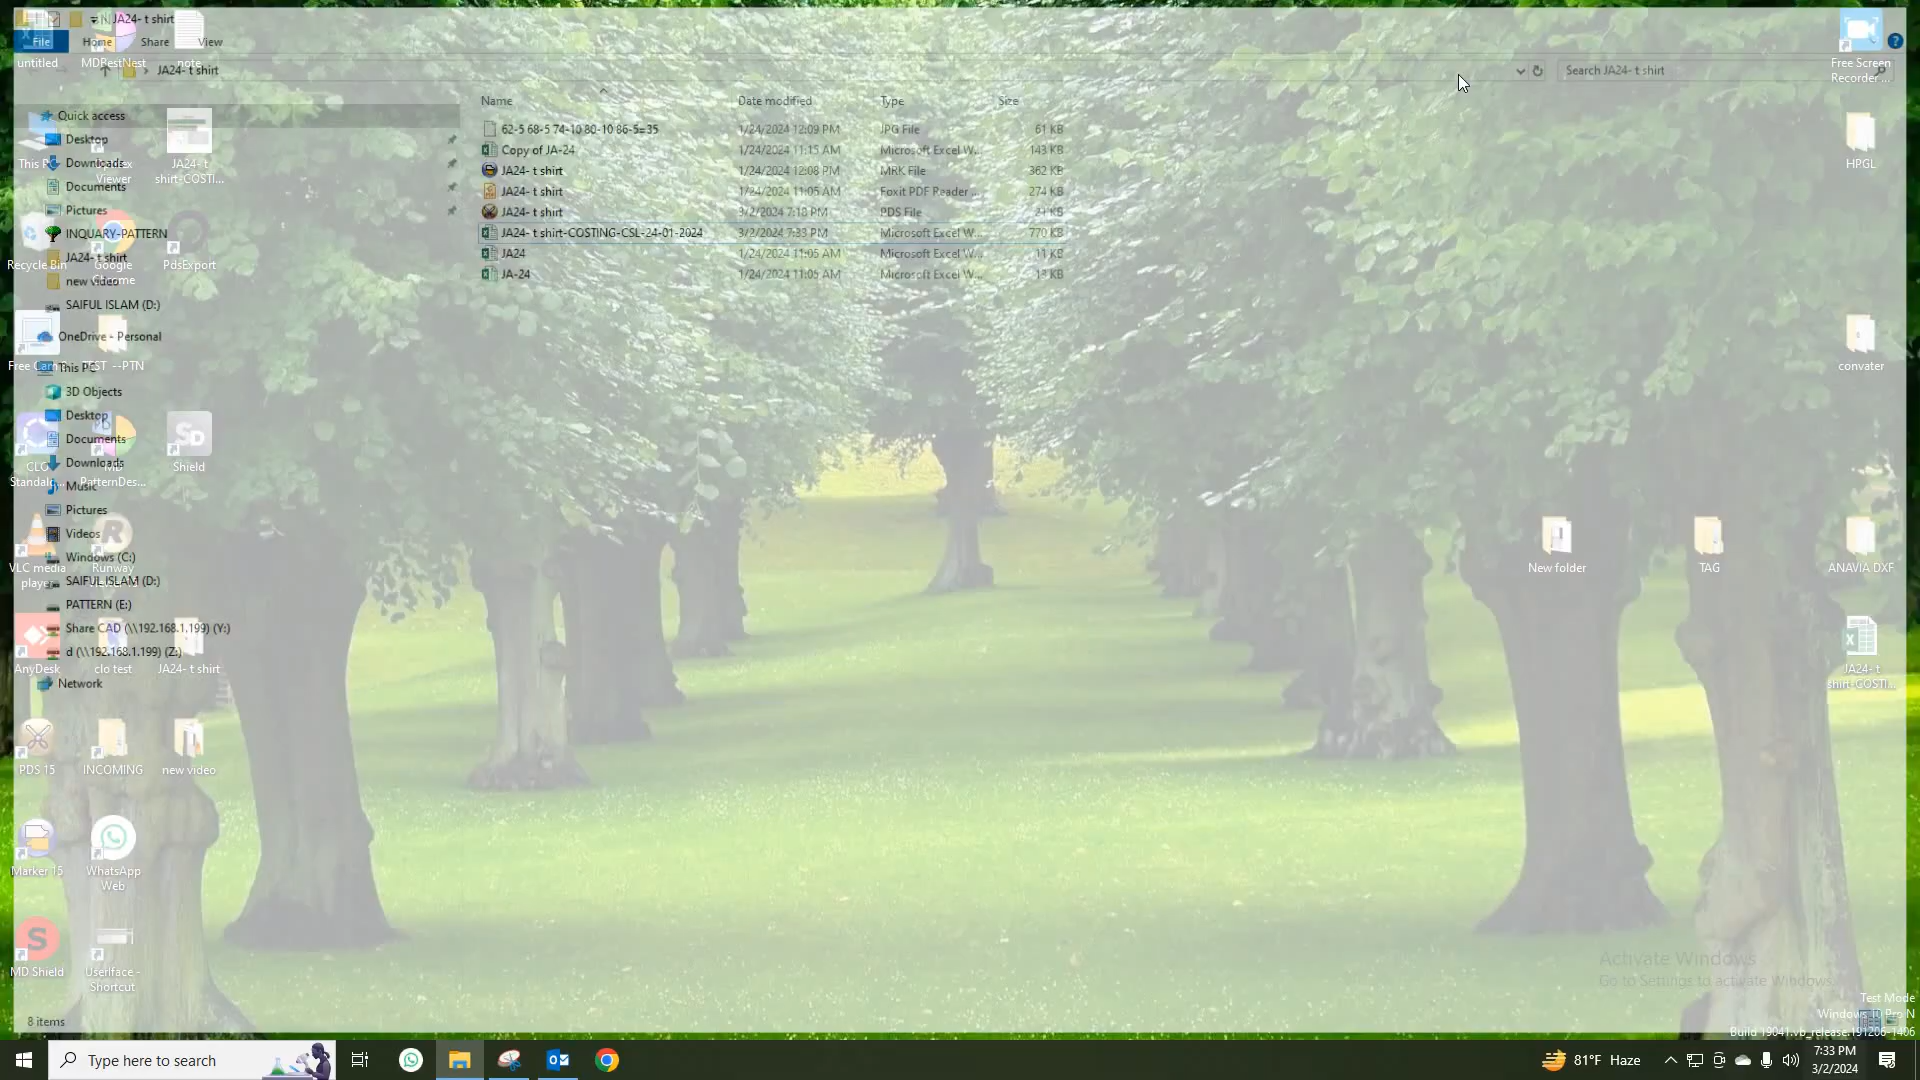 JA24- t shirt
File
Home
Share
View
JA24- t shirt
Search JA24- t shirt
Name
Date modified
Type
Size
62-5 68-5 74-10 80-10 86-5=35
1/24/2024 12:09 PM
JPG File
61 KB
Copy of JA-24
1/24/2024 11:15 AM
Microsoft Excel W...
143 KB
JA24- t shirt
1/24/2024 12:08 PM
MRK File
362 KB
JA24- t shirt
1/24/2024 11:05 AM
Foxit PDF Reader ...
274 KB
JA24- t shirt
3/2/2024 7:18 PM
PDS File
21 KB
JA24- t shirt-COSTING-CSL-24-01-2024
3/2/2024 7:33 PM
Microsoft Excel W...
770 KB
JA24
1/24/2024 11:05 AM
Microsoft Excel W...
11 KB
JA-24
1/24/2024 11:05 AM
Microsoft Excel W...
Quick access
Desktop
Downloads
Documents
Pictures
INQUARY-PATTERN
JA24- t shirt
new video
SAIFUL ISLAM (D:)
OneDrive - Personal
This PC
3D Objects
Desktop
Documents
Downloads
Music
Pictures
Videos
Windows (C:)
SAIFUL ISLAM (D:)
PATTERN (E:)
Share CAD (\\192.168.1.199) (Y:)
d (\\192.168.1.199) (Z:)
Network
8 items
untitled
MDBestNest
note
Viewer
JA24- t
shirt-COSTI...
Recycle Bin
Google
Chrome
PdsExport
Free Cam
TEST --PTN
CLO
Standalo...
MD
PatternDes...
Sd
Shield
VLC media
player
Runway
AnyDesk
clo test
JA24- t shirt
PDS 15
INCOMING
new video
Marker 15
WhatsApp
Web
MD Shield
UserIface -
Shortcut
Free Screen
Recorder ...
HPGL
convater
New folder
TAG
ANAVIA DXF
JA24- t
shirt-COSTI...
Activate Windows
Go to Settings to activate Windows.
Test Mode
Windows 10 Pro N
Build 19041.vb_release.191206-1406
Type here to search
81°F Haze
7:33 PM
3/2/2024